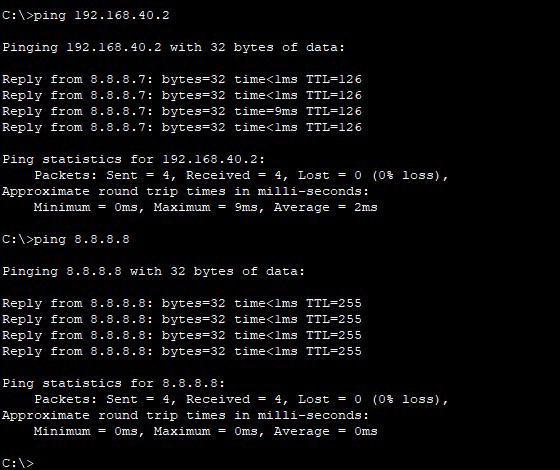 C:\>ping 192.168.40.2
Pinging 192.168.40.2 with 32 bytes of data:
Reply from 8.8.8.7: bytes=32 time<1ms TTL=126
Reply from 8.8.8.7: bytes=32 time<1ms TTL=126
Reply from 8.8.8.7: bytes=32 time=9ms TTL=126
Reply from 8.8.8.7: bytes=32 time<1ms TTL=126
Ping statistics for 192.168.40.2:
    Packets: Sent = 4, Received = 4, Lost = 0 (0% loss),
Approximate round trip times in milli-seconds:
    Minimum = 0ms, Maximum = 9ms, Average = 2ms
C:\>ping 8.8.8.8
Pinging 8.8.8.8 with 32 bytes of data:
Reply from 8.8.8.8: bytes=32 time<1ms TTL=255
Reply from 8.8.8.8: bytes=32 time<1ms TTL=255
Reply from 8.8.8.8: bytes=32 time<1ms TTL=255
Reply from 8.8.8.8: bytes=32 time<1ms TTL=255
Ping statistics for 8.8.8.8:
    Packets: Sent = 4, Received = 4, Lost = 0 (0% loss),
Approximate round trip times in milli-seconds:
    Minimum = 0ms, Maximum = 0ms, Average = 0ms
C:\>